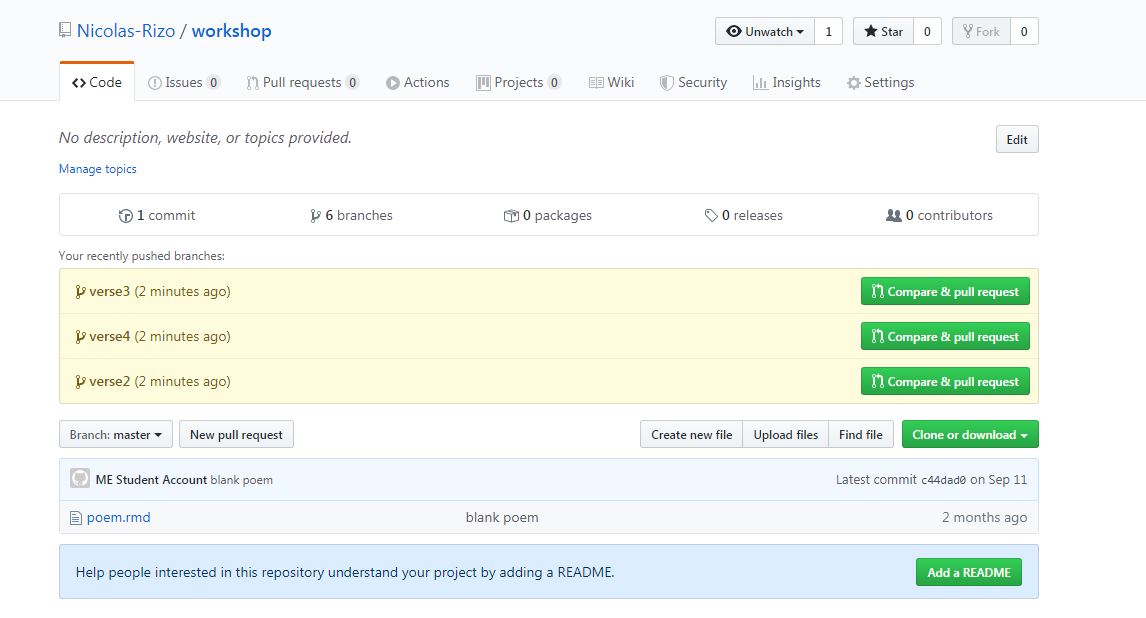 Nicolas-Rizo / workshop
Unwatch 1 Star 0 Fork 0
Code Issues 0 Pull requests 0 Actions Projects 0 Wiki Security Insights Settings
No description, website, or topics provided. Edit
Manage topics
1 commit 6 branches 0 packages 0 releases 0 contributors
Your recently pushed branches:
verse3 (2 minutes ago) Compare & pull request
verse4 (2 minutes ago) Compare & pull request
verse2 (2 minutes ago) Compare & pull request
Branch: master New pull request Create new file Upload files Find file Clone or download
ME Student Account blank poem Latest commit c44dad0 on Sep 11
poem.rmd blank poem 2 months ago
Help people interested in this repository understand your project by adding a README. Add a README